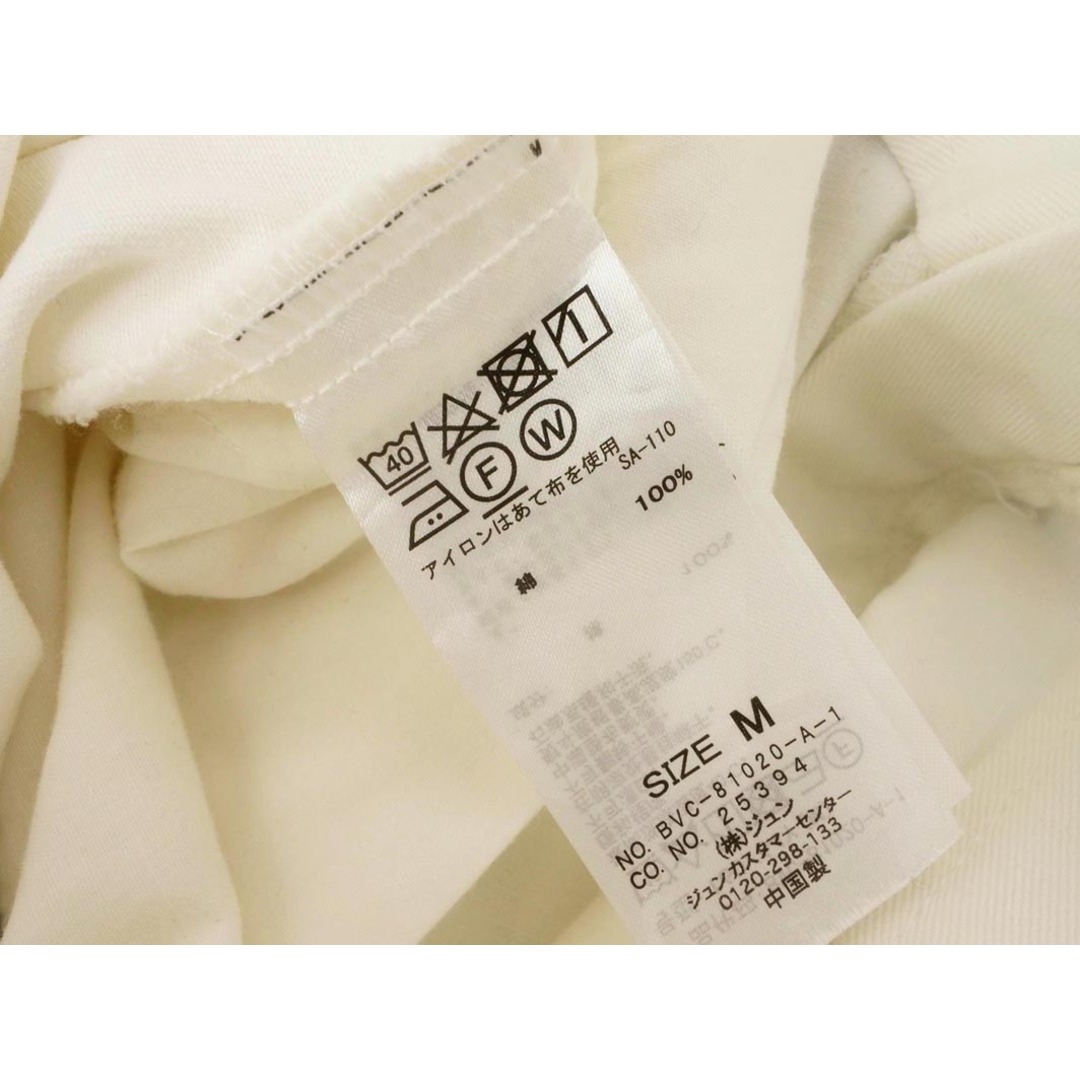 40
F W
アイロンはあて布を使用
SA-110
綿 100%
SIZE M
NO. BVC-81020-A-1
CO. NO. 25394
(株)ジュン
ジュンカスタマーセンター
0120-298-133
中国製